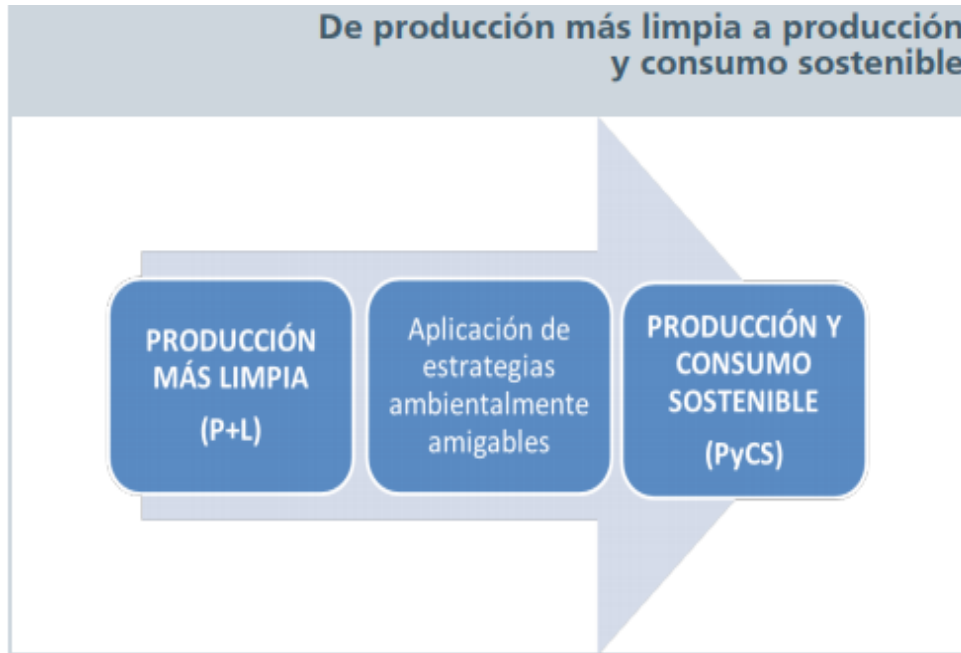 De producción más limpia a producción
y consumo sostenible
PRODUCCIÓN
MÁS LIMPIA
(P+L)
Aplicación de
estrategias
ambientalmente
amigables
PRODUCCIÓN Y
CONSUMO
SOSTENIBLE
(PyCS)